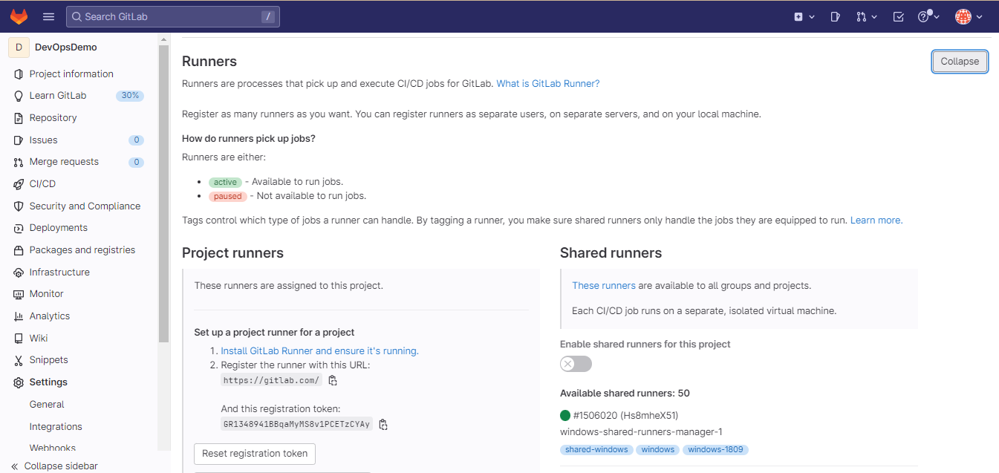 Search GitLab /
D DevOpsDemo
Project information
Learn GitLab 30%
Repository
Issues 0
Merge requests 0
CI/CD
Security and Compliance
Deployments
Packages and registries
Infrastructure
Monitor
Analytics
Wiki
Snippets
Settings
General
Integrations
Webhooks
Collapse sidebar
Runners
Collapse
Runners are processes that pick up and execute CI/CD jobs for GitLab. What is GitLab Runner?
Register as many runners as you want. You can register runners as separate users, on separate servers, and on your local machine.
How do runners pick up jobs?
Runners are either:
active - Available to run jobs.
paused - Not available to run jobs.
Tags control which type of jobs a runner can handle. By tagging a runner, you make sure shared runners only handle the jobs they are equipped to run. Learn more.
Project runners
These runners are assigned to this project.
Set up a project runner for a project
1. Install GitLab Runner and ensure it's running.
2. Register the runner with this URL:
https://gitlab.com/
And this registration token:
GR1348941BBqaMyMS8v1PCETzCYAy
Reset registration token
Shared runners
These runners are available to all groups and projects.
Each CI/CD job runs on a separate, isolated virtual machine.
Enable shared runners for this project
Available shared runners: 50
#1506020 (Hs8mheX51)
windows-shared-runners-manager-1
shared-windows windows windows-1809